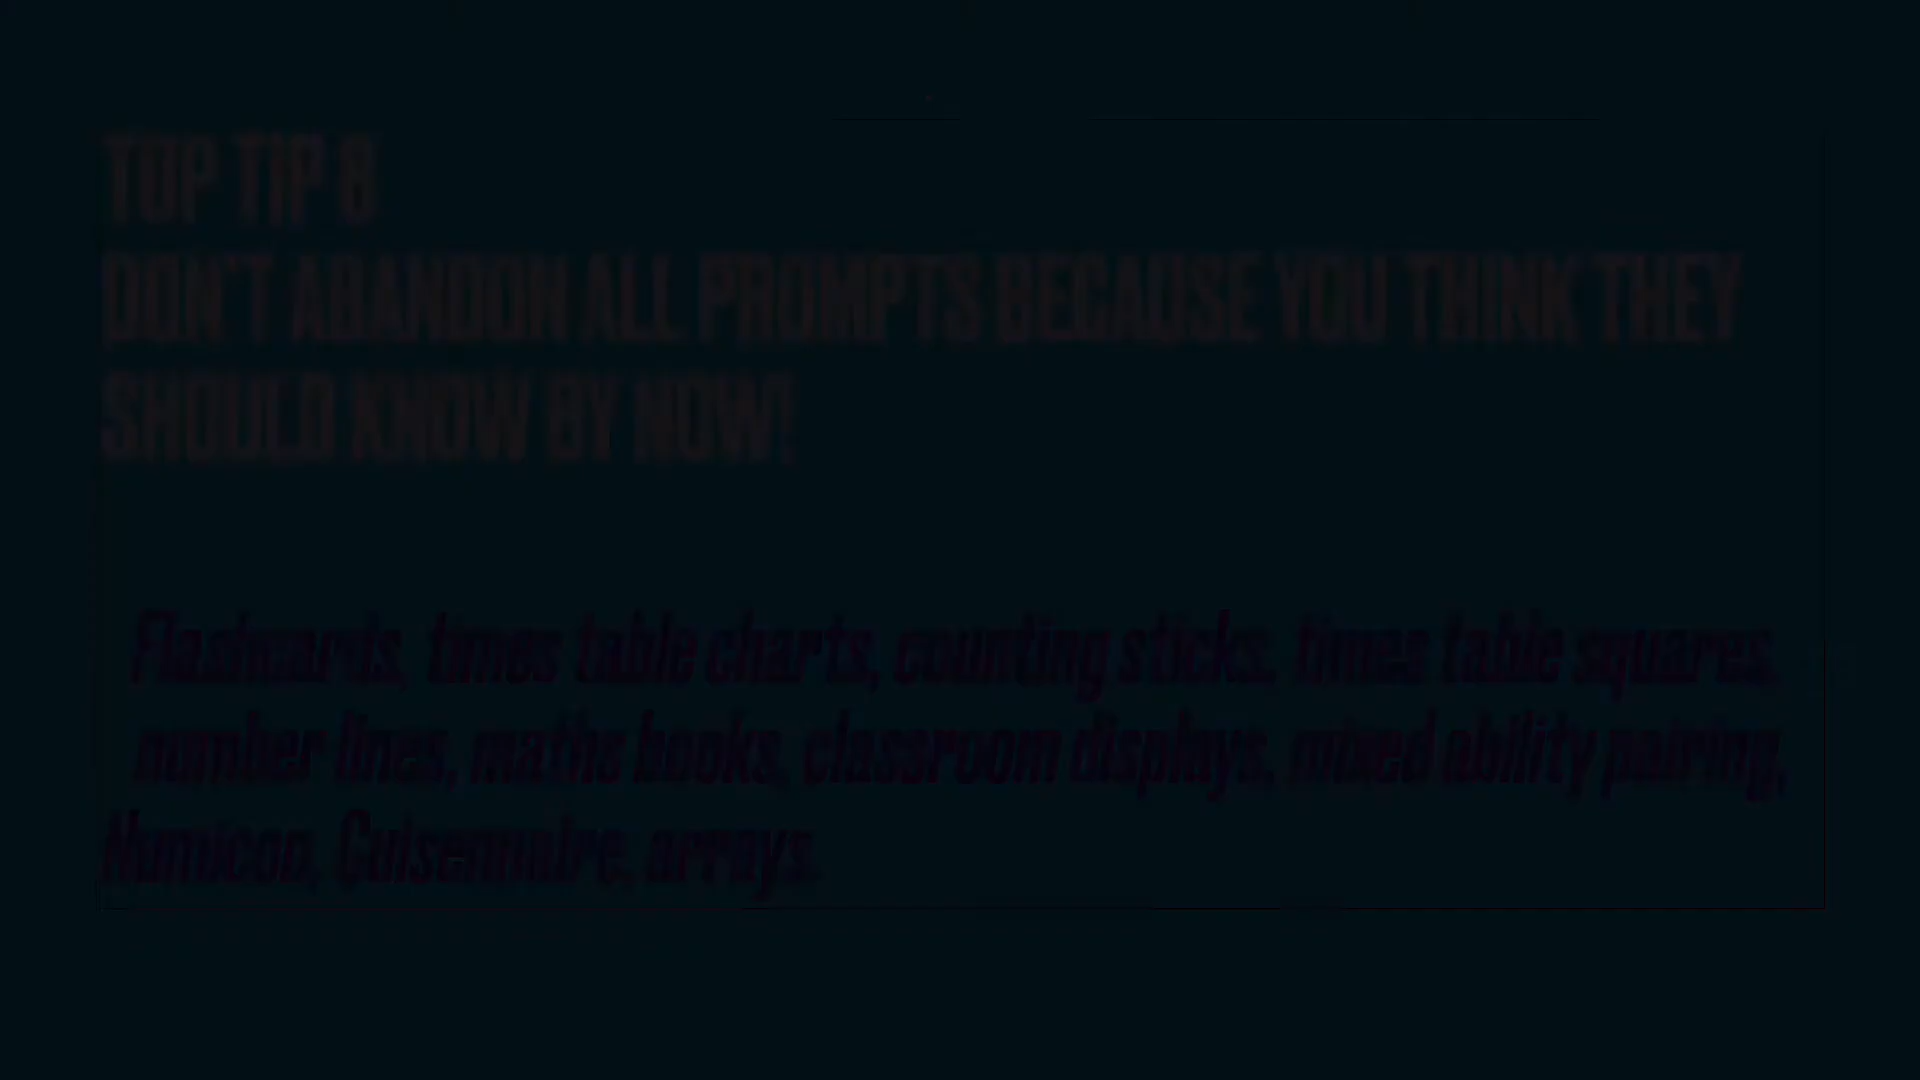 TOP TIP 8
DON'T ABANDON ALL PROMPTS BECAUSE YOU THINK THEY
SHOULD KNOW BY NOW!
Flashcards, times table charts, counting sticks, times table squares,
number lines, maths books, classroom displays, mixed ability pairing,
Numicon, Cuisennaire, arrays.